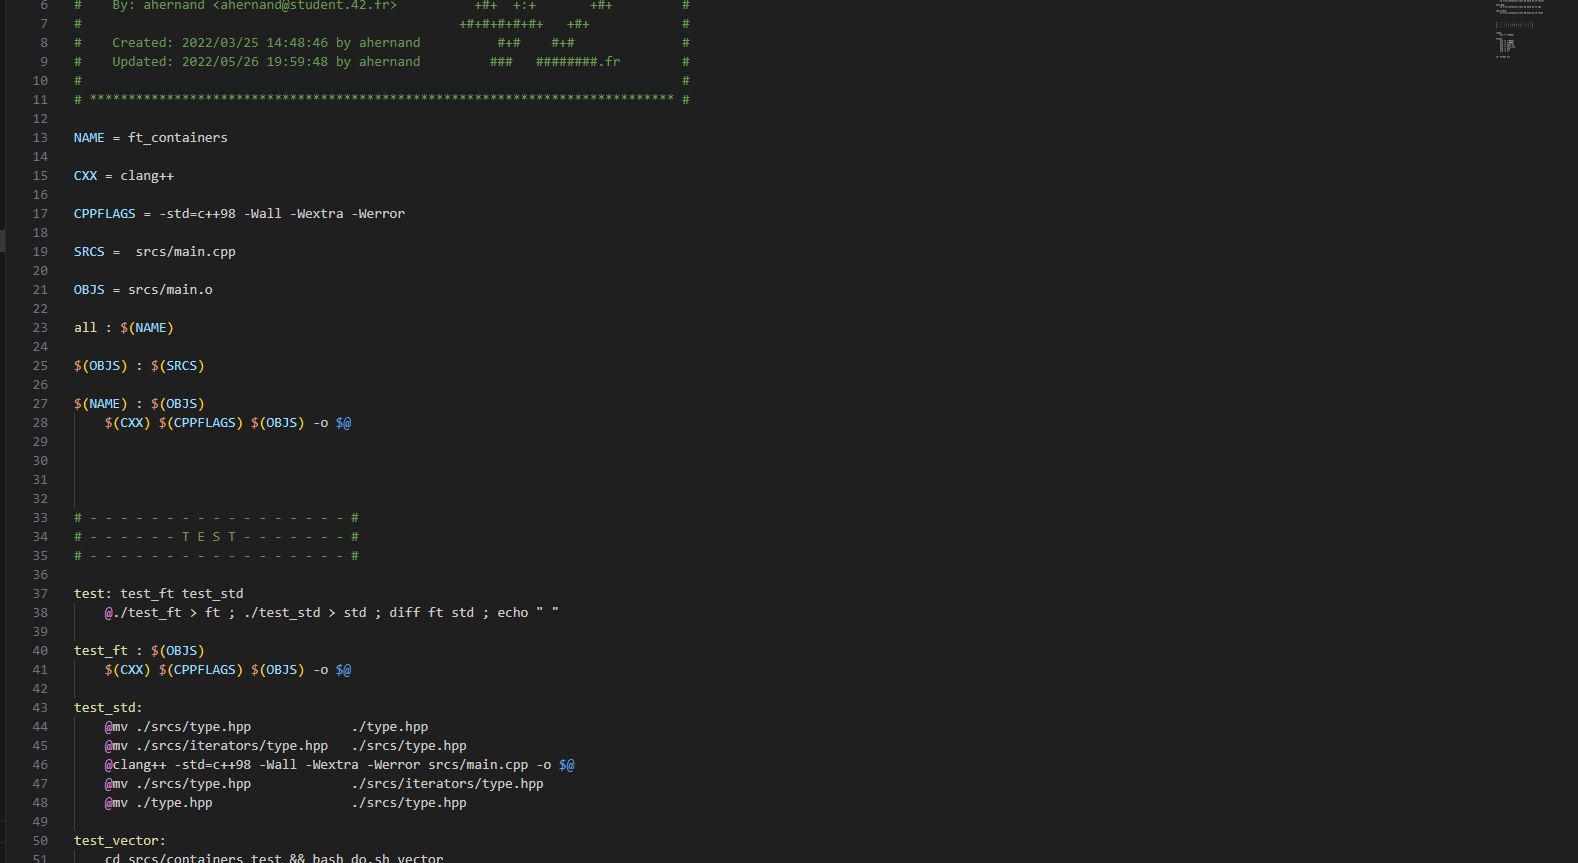 6 # By: ahernand <ahernand@student.42.fr> +#+ +:+ +#+ #
7 # +#+#+#+#+#+ +#+ #
8 # Created: 2022/03/25 14:48:46 by ahernand #+# #+# #
9 # Updated: 2022/05/26 19:59:48 by ahernand ### ########.fr #
10 # #
11 # **************************************************************************** #
12
13 NAME = ft_containers
14
15 CXX = clang++
16
17 CPPFLAGS = -std=c++98 -Wall -Wextra -Werror
18
19 SRCS =  srcs/main.cpp
20
21 OBJS = srcs/main.o
22
23 all : $(NAME)
24
25 $(OBJS) : $(SRCS)
26
27 $(NAME) : $(OBJS)
28 $(CXX) $(CPPFLAGS) $(OBJS) -o $@
29
30
31
32
33 # - - - - - - - - - - - - - - - - - #
34 # - - - - - - T E S T - - - - - - - #
35 # - - - - - - - - - - - - - - - - - #
36
37 test: test_ft test_std
38 @./test_ft > ft ; ./test_std > std ; diff ft std ; echo " "
39
40 test_ft : $(OBJS)
41 $(CXX) $(CPPFLAGS) $(OBJS) -o $@
42
43 test_std:
44 @mv ./srcs/type.hpp ./type.hpp
45 @mv ./srcs/iterators/type.hpp ./srcs/type.hpp
46 @clang++ -std=c++98 -Wall -Wextra -Werror srcs/main.cpp -o $@
47 @mv ./srcs/type.hpp ./srcs/iterators/type.hpp
48 @mv ./type.hpp ./srcs/type.hpp
49
50 test_vector:
51 cd srcs/containers_test && bash do.sh vector